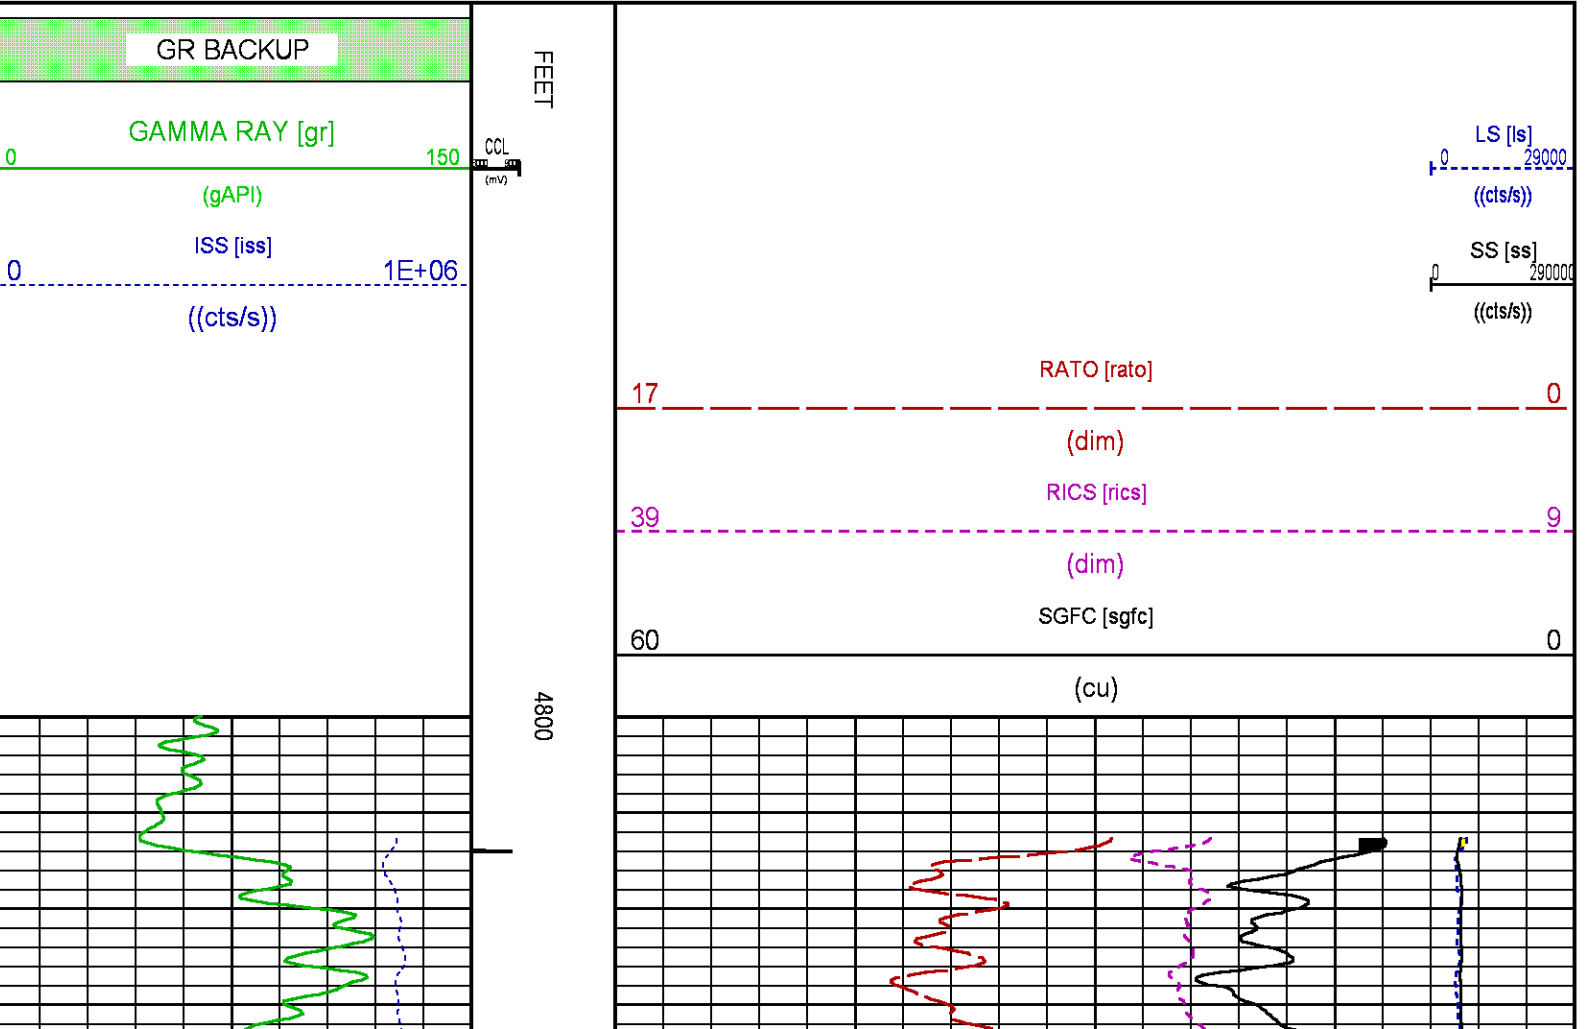 GR BACKUP
GAMMA RAY [gr]
0 150
(gAPI)
ISS [iss]
0 1E+06
((cts/s))
CCL
(mV)
FEET
4800
LS [ls]
0 29000
((cts/s))
SS [ss]
0 290000
((cts/s))
RATO [rato]
17 0
(dim)
RICS [rics]
39 9
(dim)
SGFC [sgfc]
60 0
(cu)